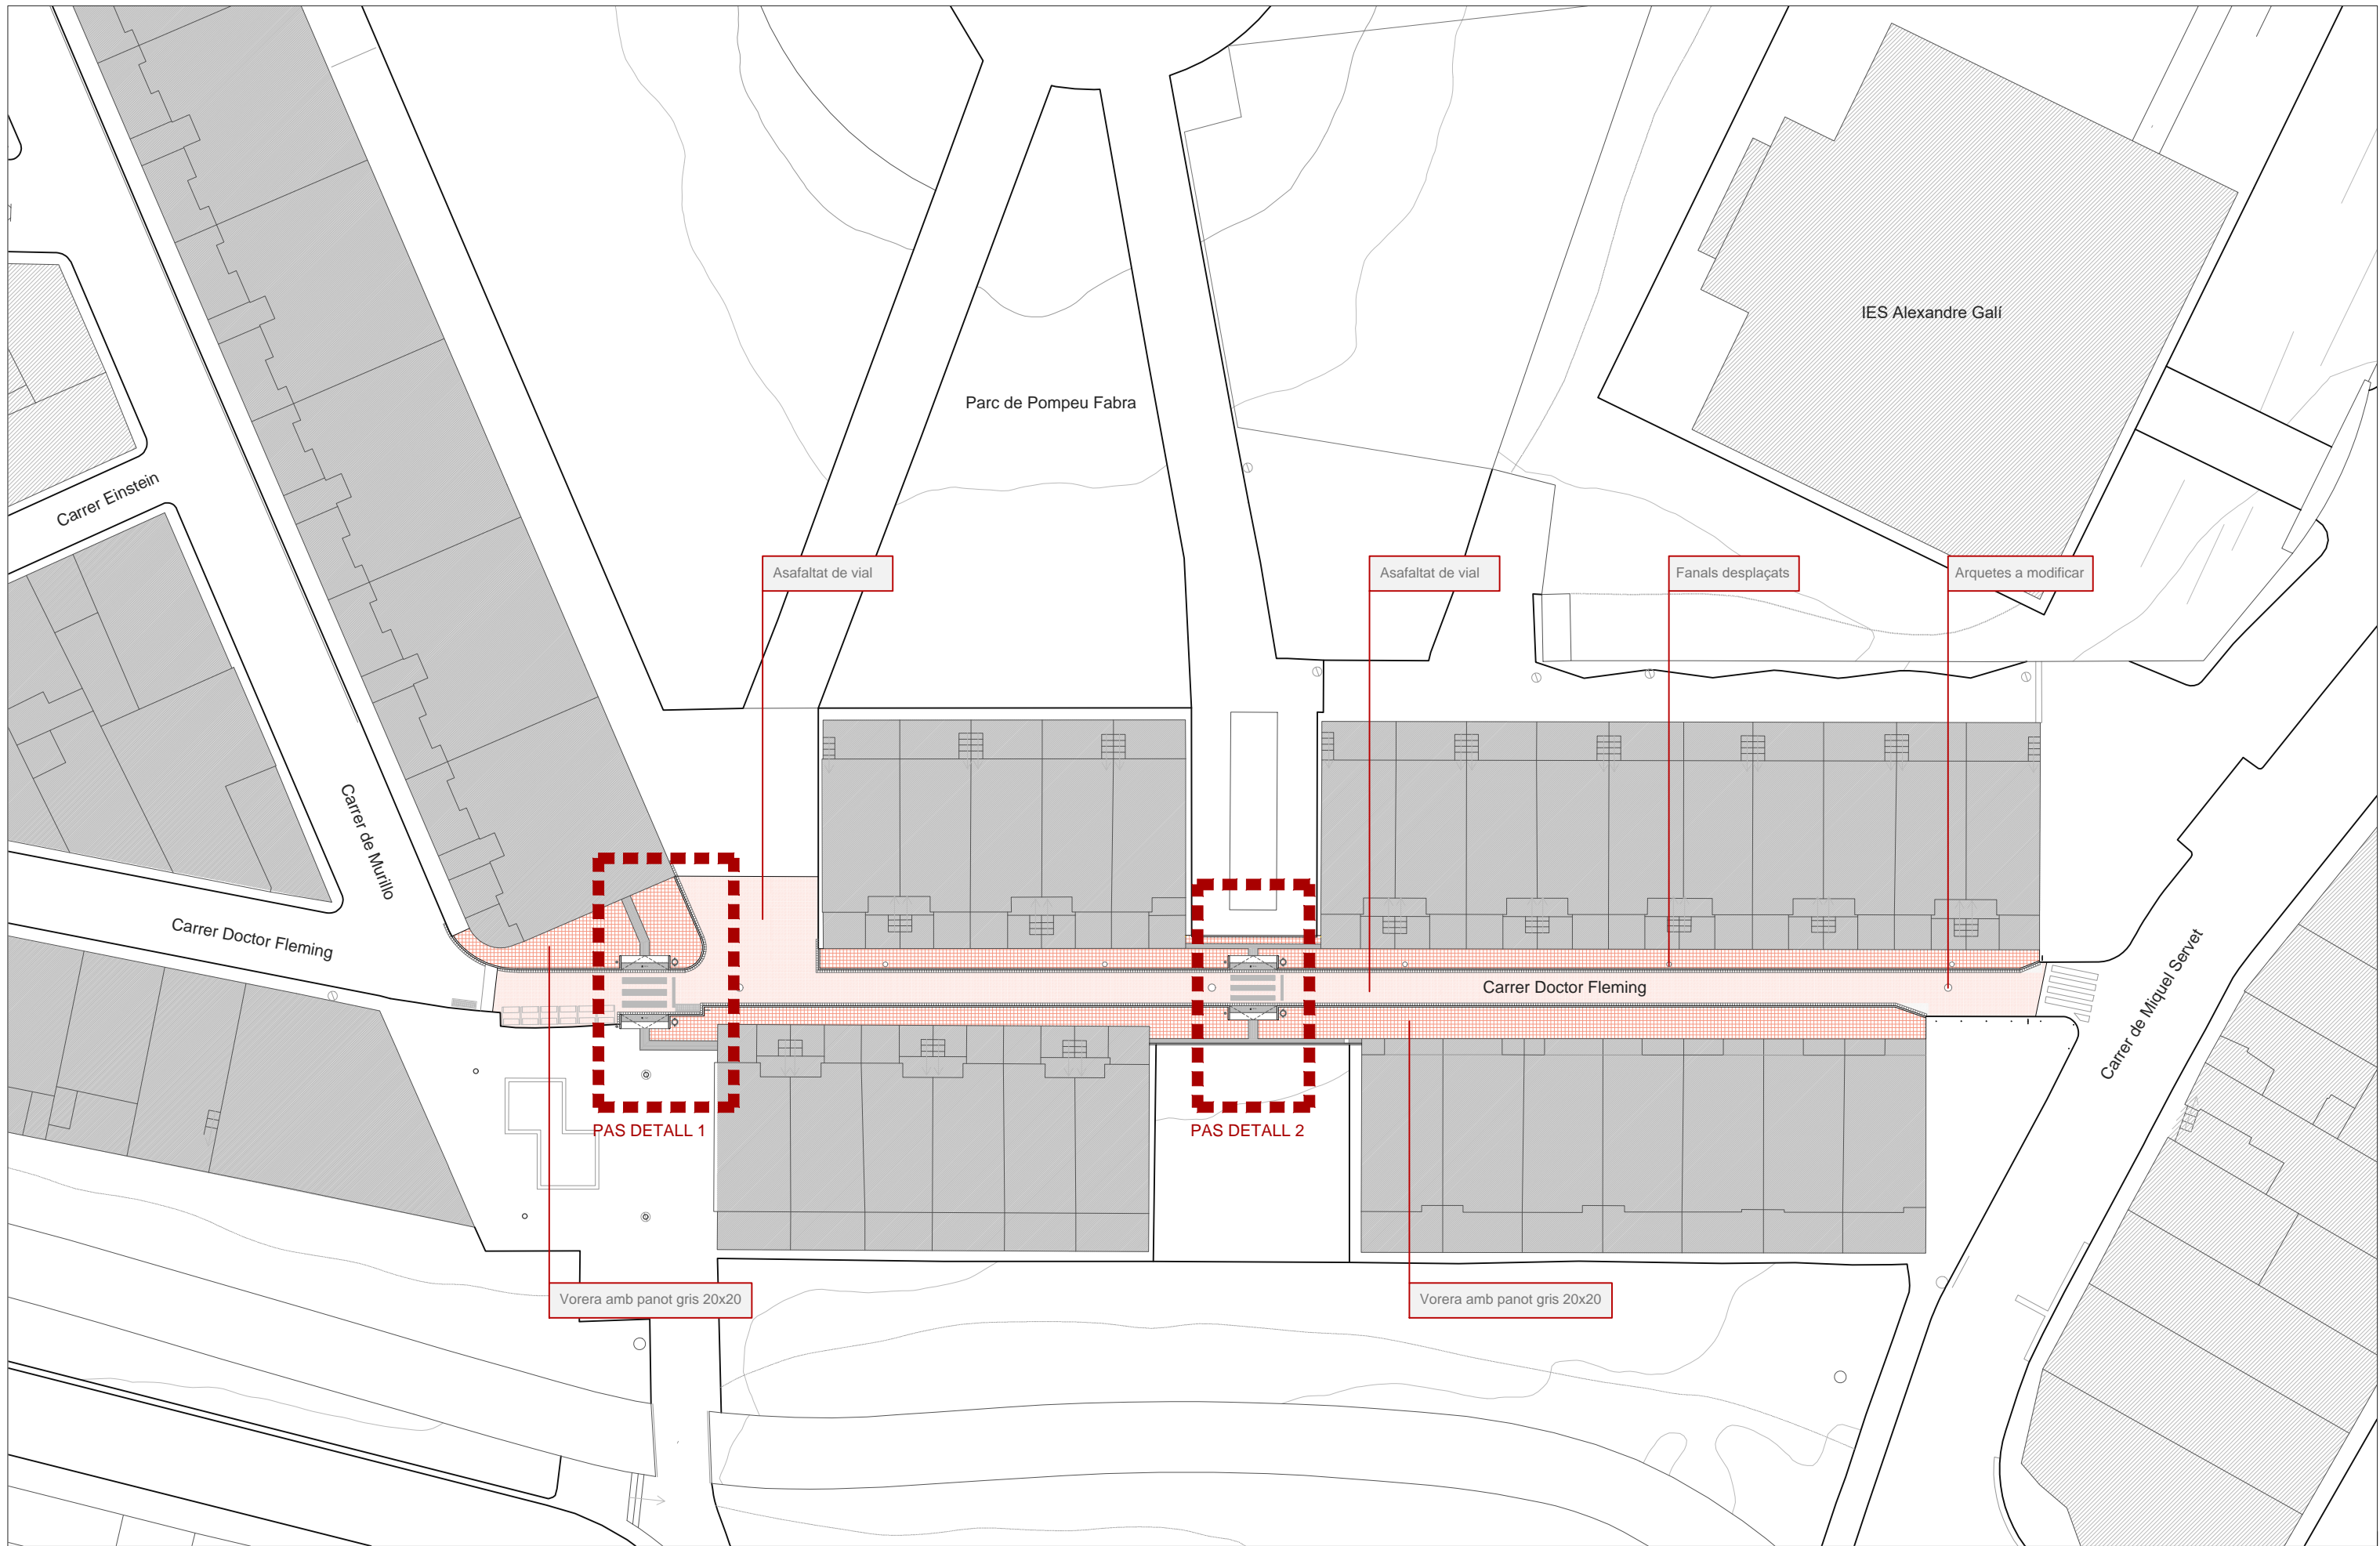 IES Alexandre Galí
Parc de Pompeu Fabra
Carrer Einstein
Asafaltat de vial
Asafaltat de vial
Fanals desplaçats
Arquetes a modificar
Carrer de Murillo
Carrer Doctor Fleming
Carrer Doctor Fleming
Carrer de Miquel Servet
PAS DETALL 1
PAS DETALL 2
Vorera amb panot gris 20x20
Vorera amb panot gris 20x20